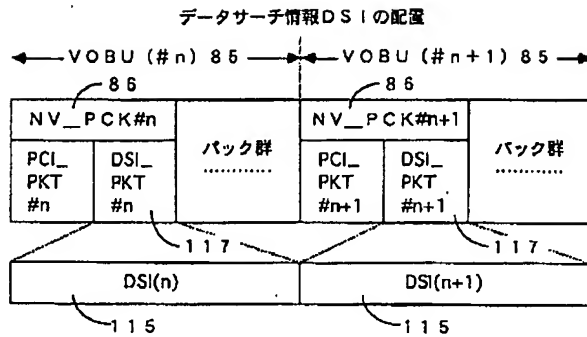 データサーチ情報DSIの配置
VOBU (#n) 85
VOBU (#n+1) 85
86
86
NV_PCK#n
NV_PCK#n+1
PCI_
PKT
#n
DSI_
PKT
#n
パック群
............
PCI_
PKT
#n+1
DSI_
PKT
#n+1
パック群
............
117
117
DSI(n)
DSI(n+1)
115
115